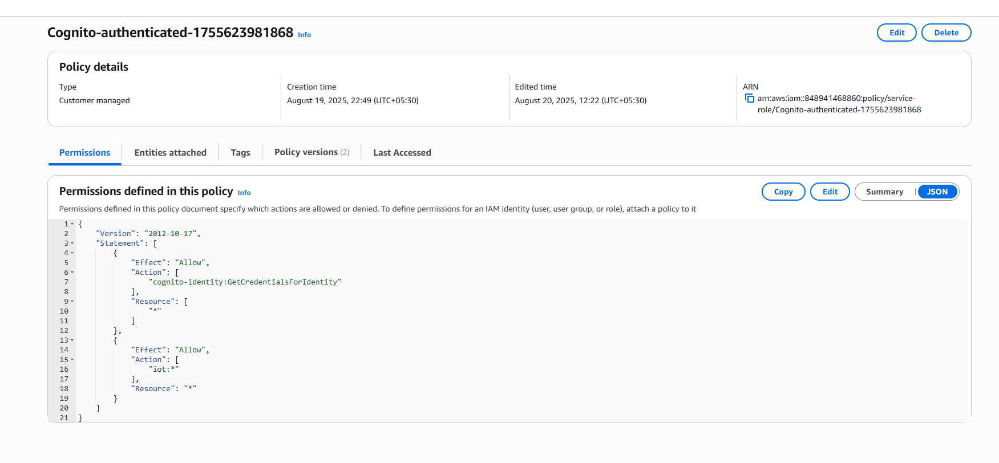 Cognito-authenticated-1755623981868 Info
Edit
Delete
Policy details
Type
Customer managed
Creation time
August 19, 2025, 22:49 (UTC+05:30)
Edited time
August 20, 2025, 12:22 (UTC+05:30)
ARN
arn:aws:iam::848941468860:policy/service-
role/Cognito-authenticated-1755623981868
Permissions
Entities attached
Tags
Policy versions (2)
Last Accessed
Permissions defined in this policy Info
Copy
Edit
Summary
JSON
Permissions defined in this policy document specify which actions are allowed or denied. To define permissions for an IAM identity (user, user group, or role), attach a policy to it
1 {
2     "Version": "2012-10-17",
3     "Statement": [
4         {
5             "Effect": "Allow",
6             "Action": [
7                 "cognito-identity:GetCredentialsForIdentity"
8             ],
9             "Resource": [
10                 "*"
11             ]
12         },
13         {
14             "Effect": "Allow",
15             "Action": [
16                 "iot:*"
17             ],
18             "Resource": "*"
19         }
20     ]
21 }